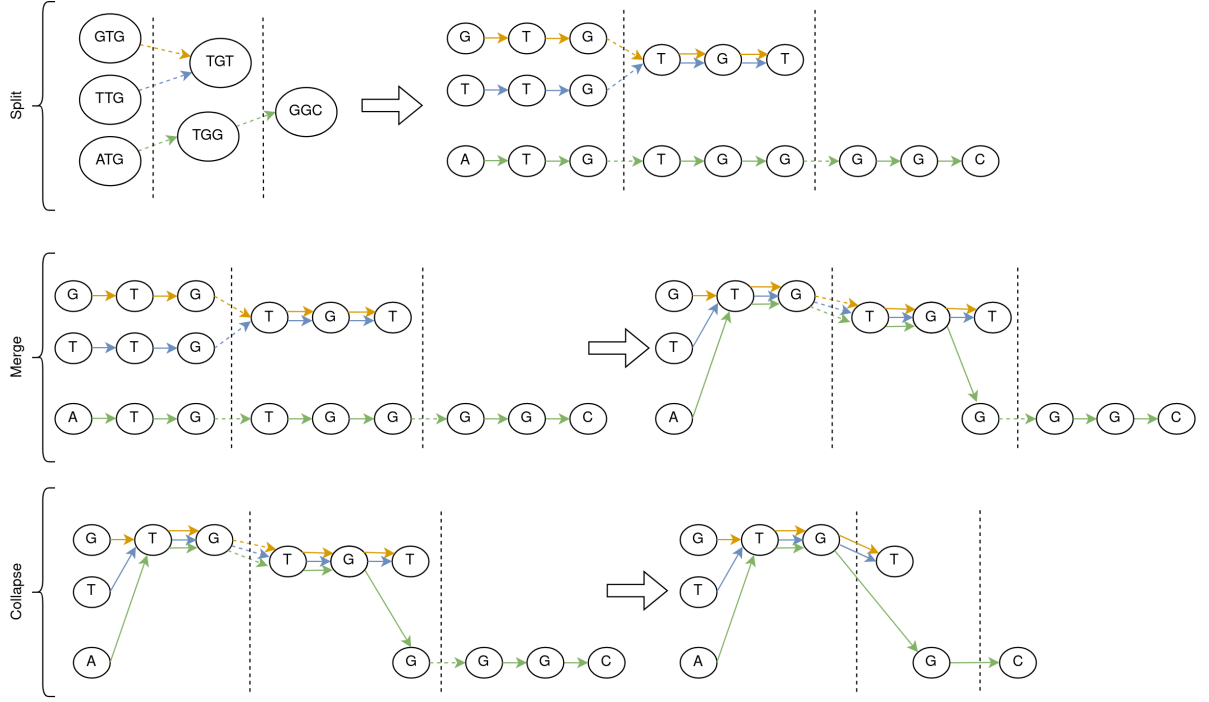 Split
GTG
TTG
ATG
TGT
TGG
GGC
G T G
T G T
T T G
A T G T G G G G C
Merge
G T G
T G T
T T G
A T G T G G G G C
G T G
T G T
T
A G G G C
Collapse
G T G
T G T
T
A G G G C
G T G
T
T
A G C